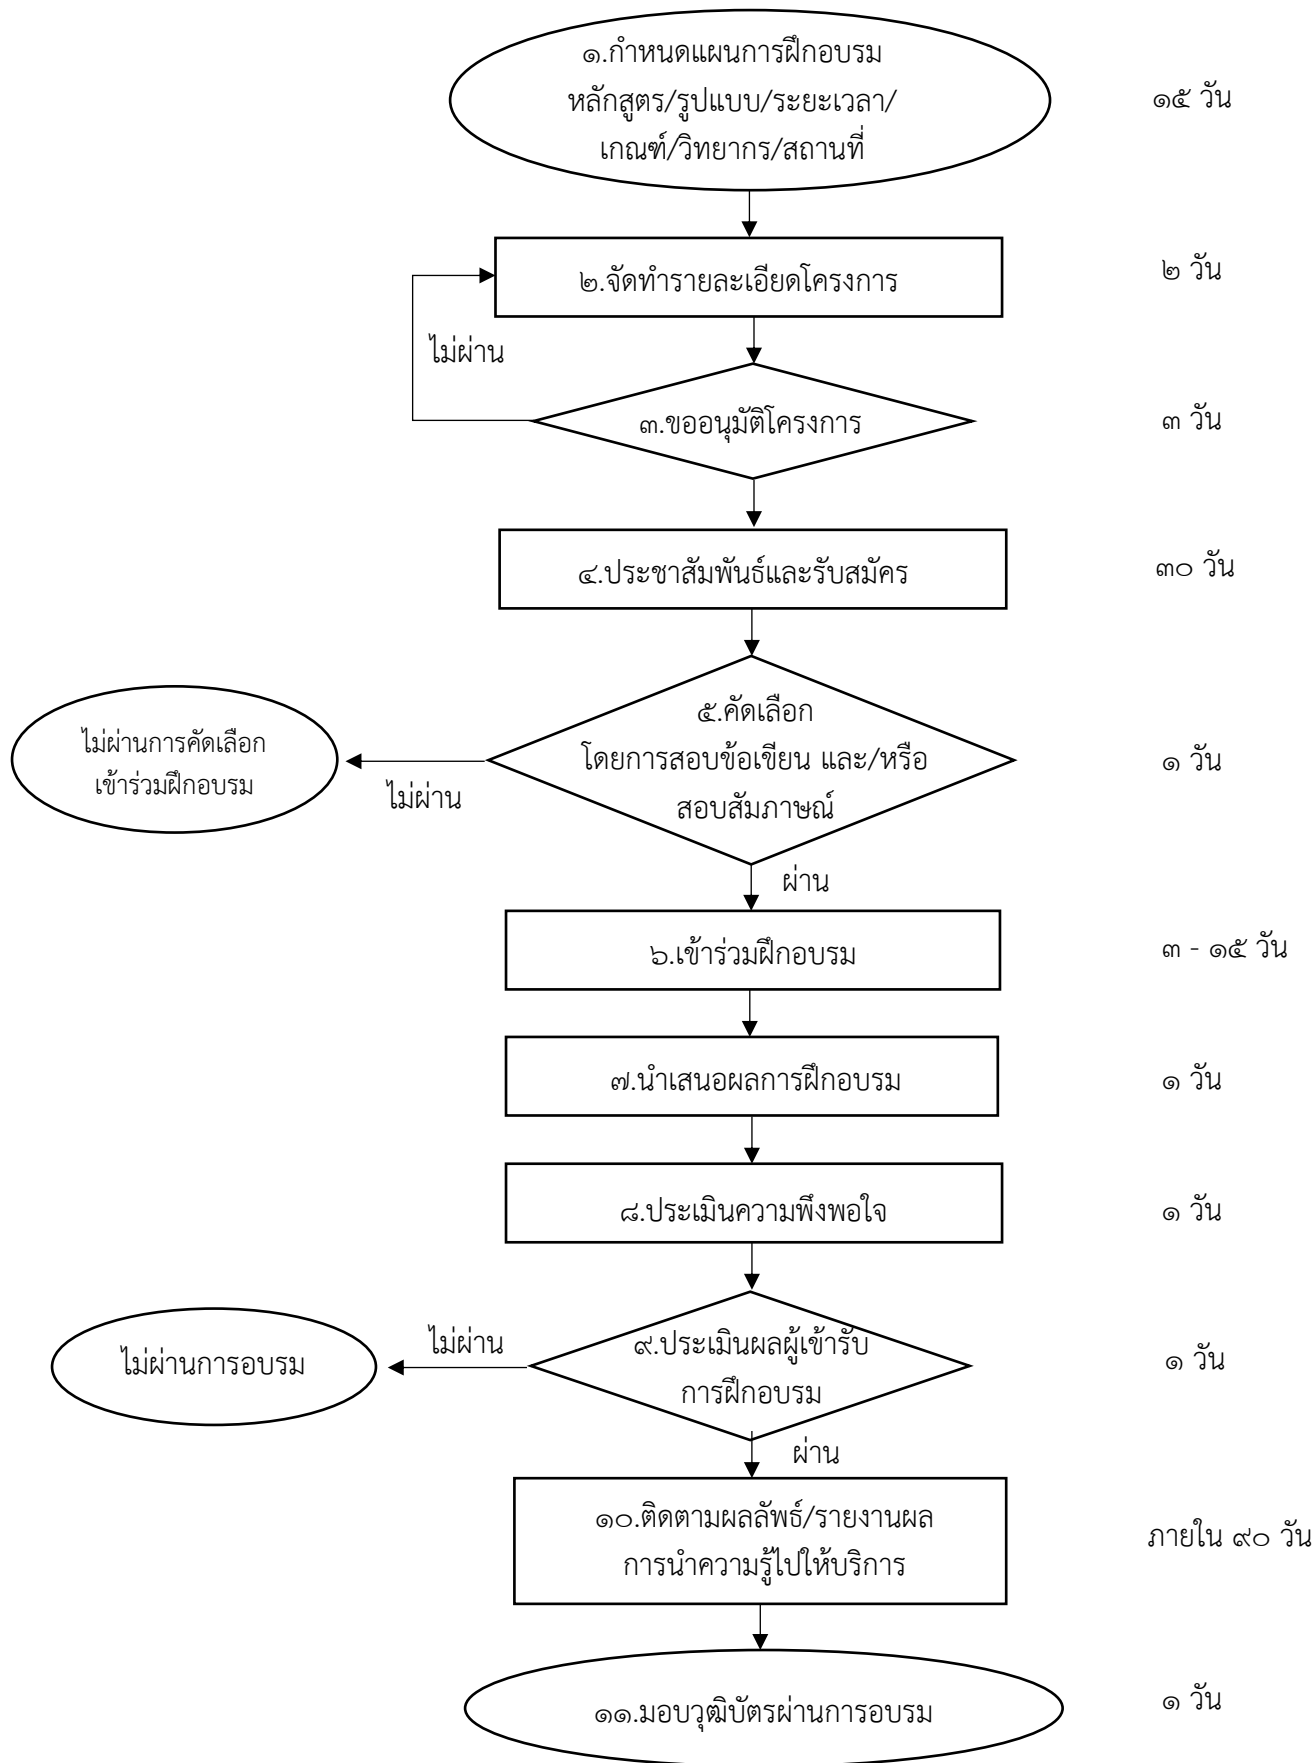 ๑.กำหนดแผนการฝึกอบรม
หลักสูตร/รูปแบบ/ระยะเวลา/
เกณฑ์/วิทยากร/สถานที่
๑๕ วัน
๒.จัดทำรายละเอียดโครงการ
๒ วัน
ไม่ผ่าน
๓.ขออนุมัติโครงการ
๓ วัน
๔.ประชาสัมพันธ์และรับสมัคร
๓๐ วัน
๕.คัดเลือก
โดยการสอบข้อเขียน และ/หรือ
สอบสัมภาษณ์
๑ วัน
ไม่ผ่าน
ไม่ผ่านการคัดเลือก
เข้าร่วมฝึกอบรม
ผ่าน
๖.เข้าร่วมฝึกอบรม
๓ - ๑๕ วัน
๗.นำเสนอผลการฝึกอบรม
๑ วัน
๘.ประเมินความพึงพอใจ
๑ วัน
๙.ประเมินผลผู้เข้ารับ
การฝึกอบรม
๑ วัน
ไม่ผ่าน
ไม่ผ่านการอบรม
ผ่าน
๑๐.ติดตามผลลัพธ์/รายงานผล
การนำความรู้ไปให้บริการ
ภายใน ๙๐ วัน
๑๑.มอบวุฒิบัตรผ่านการอบรม
๑ วัน